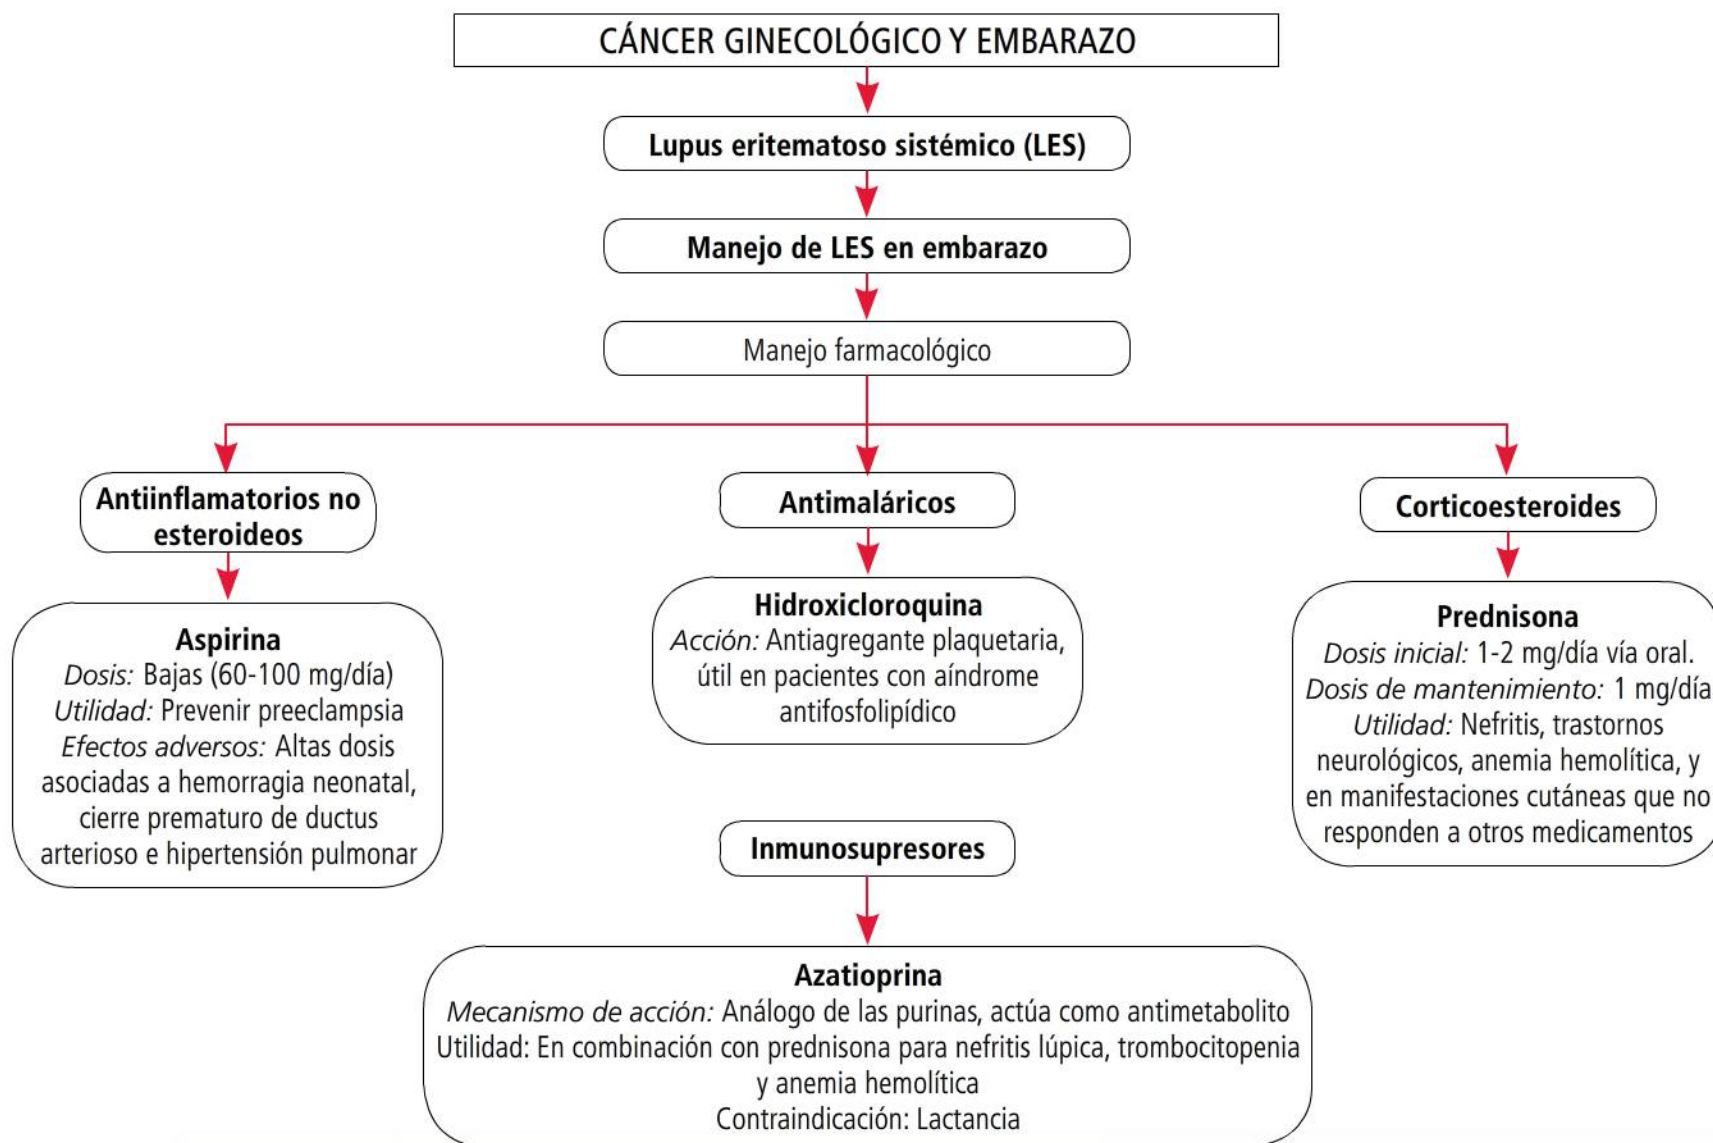 CÁNCER GINECOLÓGICO Y EMBARAZO
Lupus eritematoso sistémico (LES)
Manejo de LES en embarazo
Manejo farmacológico
Antiinflamatorios no
esteroideos
Aspirina
Dosis: Bajas (60-100 mg/día)
Utilidad: Prevenir preeclampsia
Efectos adversos: Altas dosis
asociadas a hemorragia neonatal,
cierre prematuro de ductus
arterioso e hipertensión pulmonar
Antimaláricos
Hidroxicloroquina
Acción: Antiagregante plaquetaria,
útil en pacientes con aíndrome
antifosfolipídico
Corticoesteroides
Prednisona
Dosis inicial: 1-2 mg/día vía oral.
Dosis de mantenimiento: 1 mg/día
Utilidad: Nefritis, trastornos
neurológicos, anemia hemolítica, y
en manifestaciones cutáneas que no
responden a otros medicamentos
Inmunosupresores
Azatioprina
Mecanismo de acción: Análogo de las purinas, actúa como antimetabolito
Utilidad: En combinación con prednisona para nefritis lúpica, trombocitopenia
y anemia hemolítica
Contraindicación: Lactancia